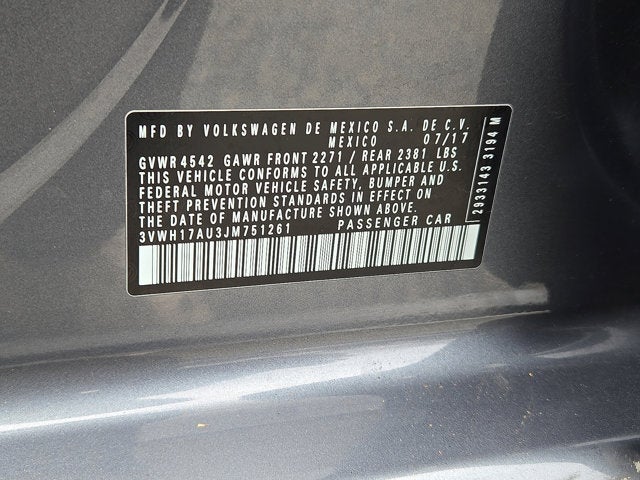 MFD BY VOLKSWAGEN DE MEXICO S.A. DE C.V.
MEXICO 07/17
GVWR 4542 GAWR FRONT 2271 / REAR 2381 LBS
THIS VEHICLE CONFORMS TO ALL APPLICABLE U.S.
FEDERAL MOTOR VEHICLE SAFETY, BUMPER AND
THEFT PREVENTION STANDARDS IN EFFECT ON
THE DATE OF MANUFACTURE SHOWN ABOVE.
3VWH17AU3JM751261 PASSENGER CAR
2933143 3194 M